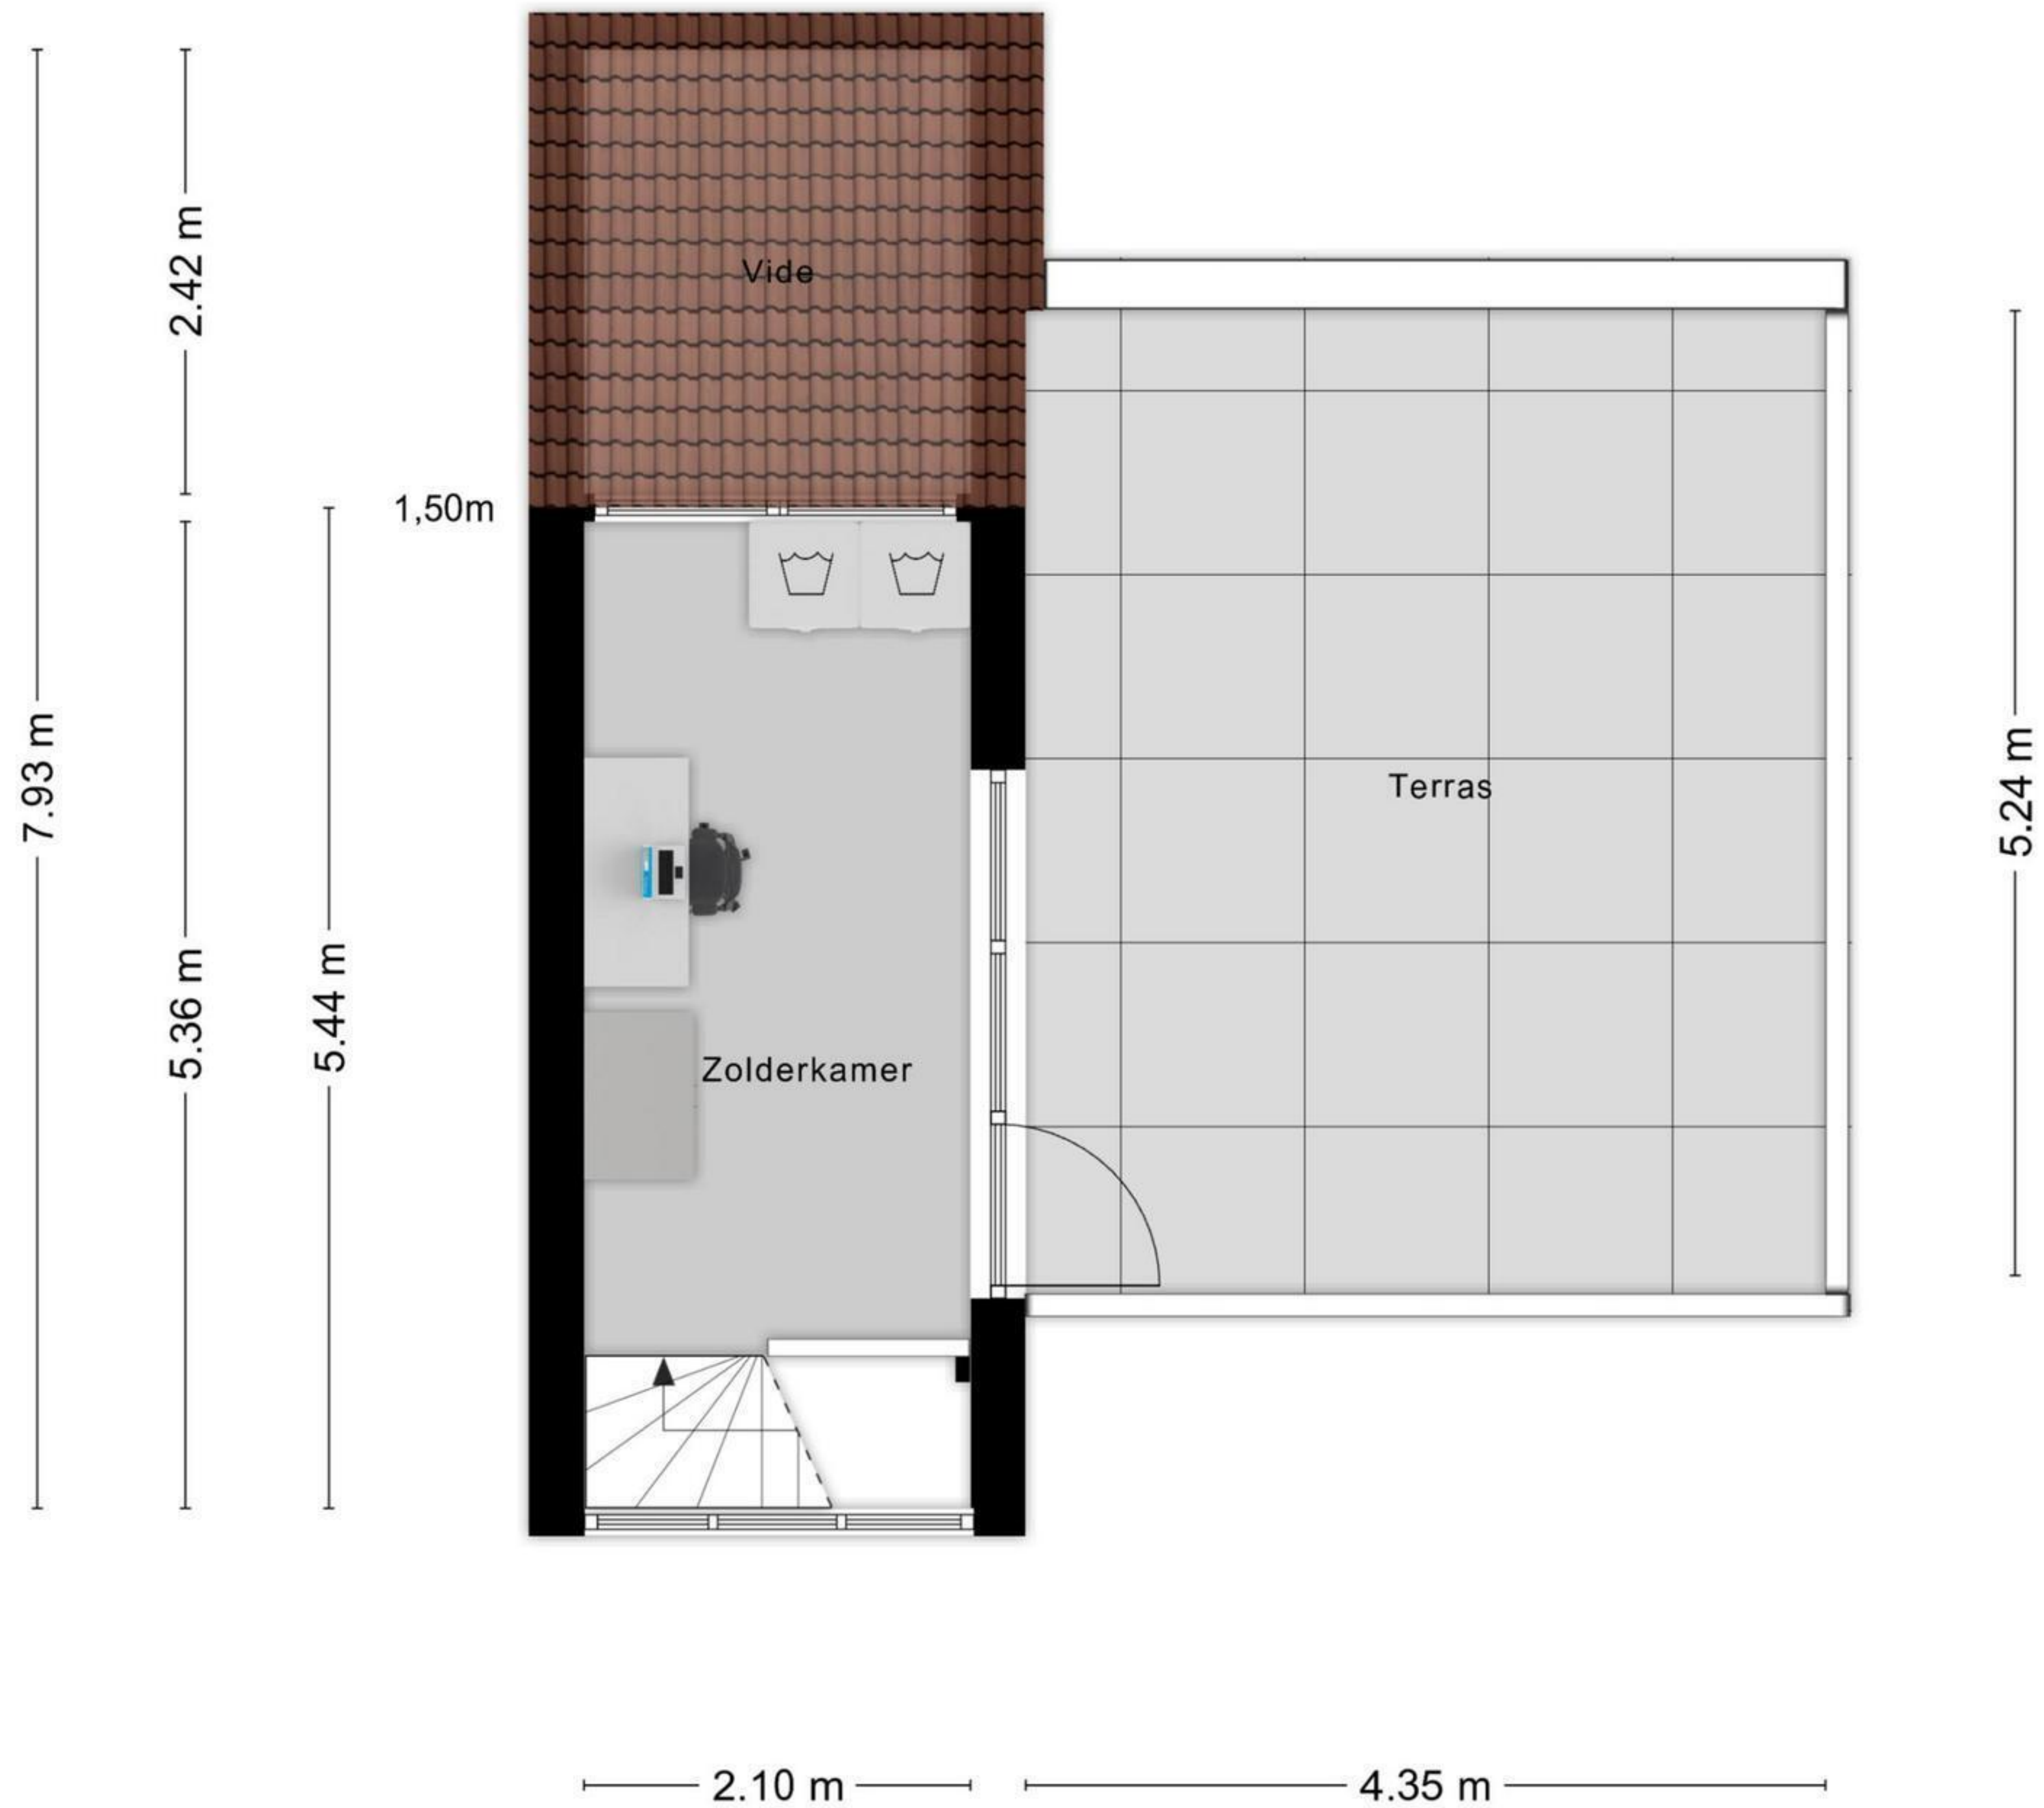 2.42 m
Vide
1,50m
7.93 m
5.24 m
Terras
5.36 m
5.44 m
Zolderkamer
2.10 m
4.35 m